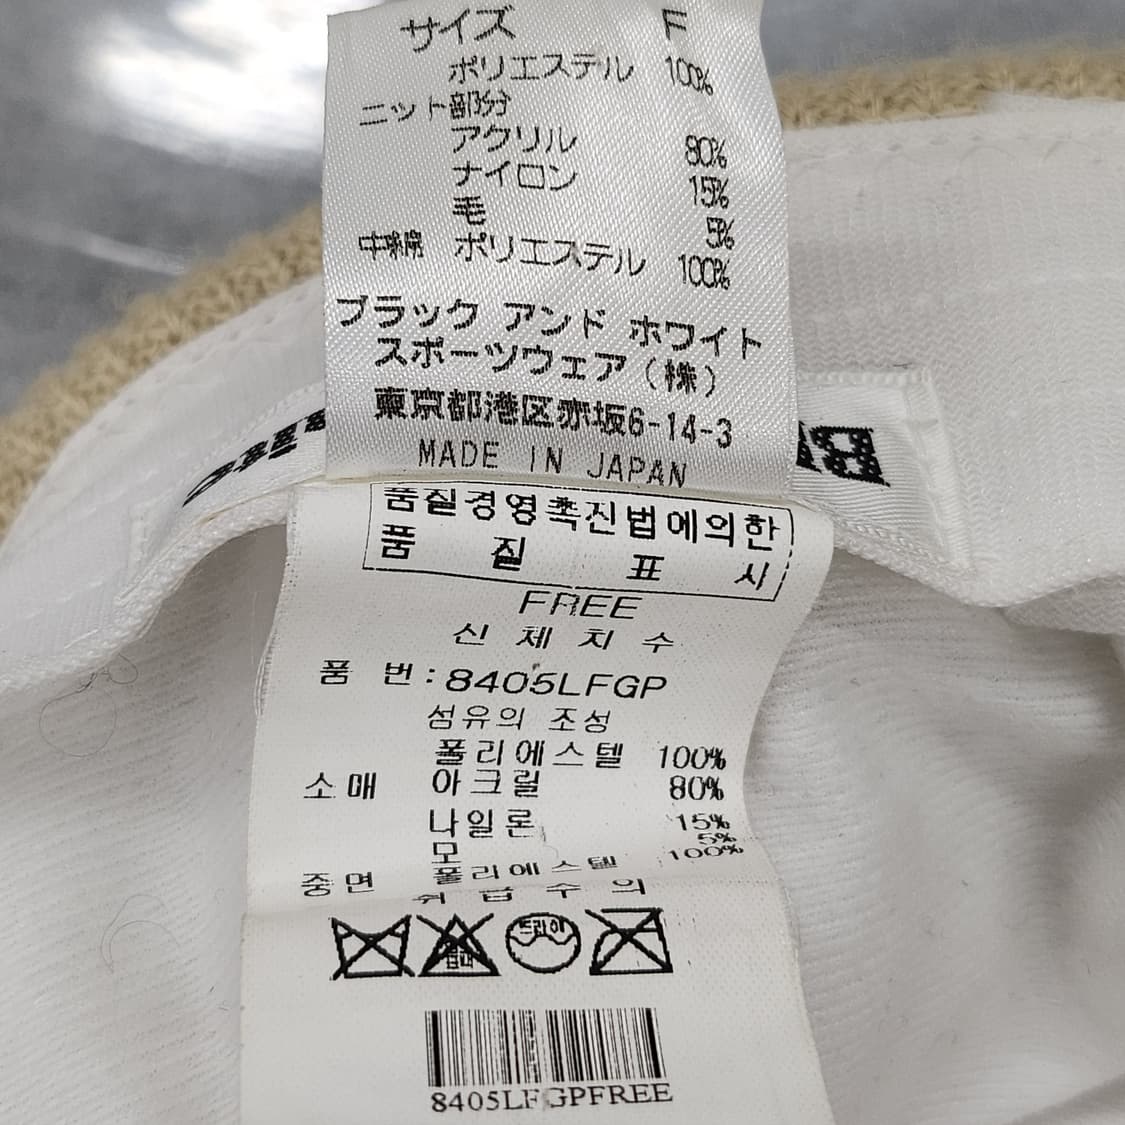 サイズ F
ポリエステル 100%
ニット部分
アクリル 80%
ナイロン 15%
毛 5%
中綿 ポリエステル 100%
ブラック アンド ホワイト
スポーツウェア(株)
東京都港区赤坂6-14-3
MADE IN JAPAN
품질경영촉진법에의한
품 질 표 시
FREE
신 체 치 수
품 번:8405LFGP
섬유의 조성
폴리에스텔 100%
소매 아크릴 80%
나일론 15%
모 5%
중면 폴리에스텔 100%
취 급 주 의
드라이
8405LFGPFREE